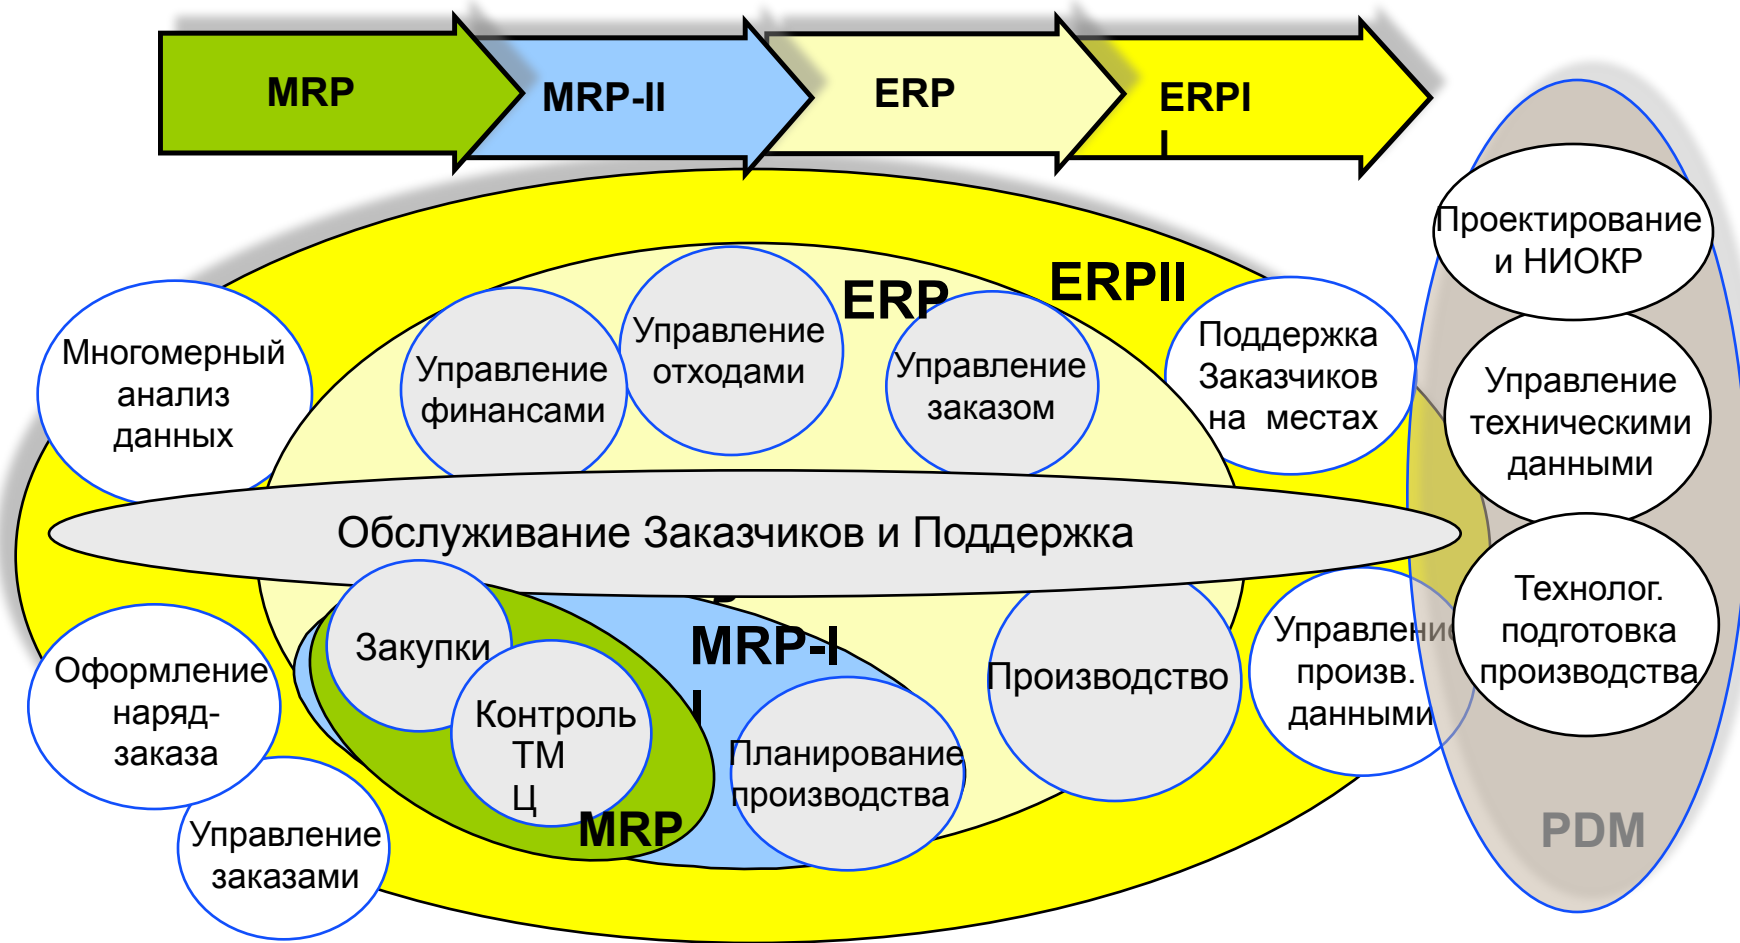 MRP
MRP-II
ERP
ERPI
I
Проектирование
и НИОКР
ERPII
ERP
Управление
отходами
Поддержка
Заказчиков
на местах
Многомерный
анализ
данных
Управление
финансами
Управление
заказом
Управление
техническими
данными
Обслуживание Заказчиков и Поддержка
Закупки
MRP-I
I
Производство
Управление
произв.
данными
Технолог.
подготовка
производства
Оформление
наряд-
заказа
Контроль
ТМ
Ц
Планирование
производства
MRP
Управление
заказами
PDM